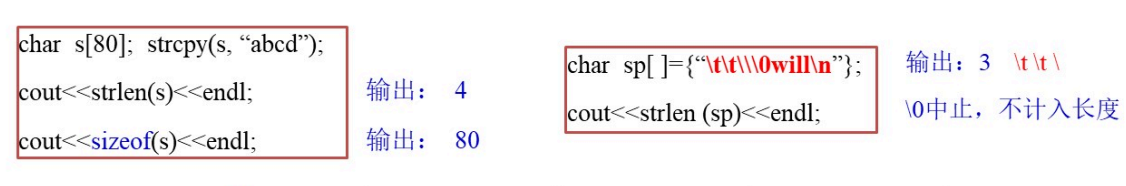 char s[80]; strcpy(s, “abcd”);
cout<<strlen(s)<<endl;
输出： 4
cout<<sizeof(s)<<endl;
输出： 80
char sp[ ]={“\t\t\\\0will\n”};
cout<<strlen (sp)<<endl;
输出：3 \t \t \
\0中止，不计入长度